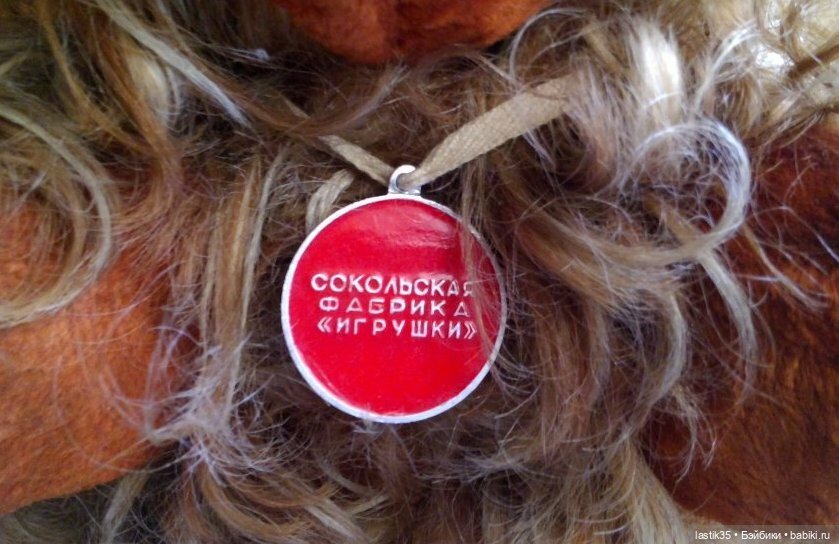 СОКОЛЬСКАЯ
ФАБРИКА
«ИГРУШКИ»
lastik35 • Бэйбики • babiki.ru